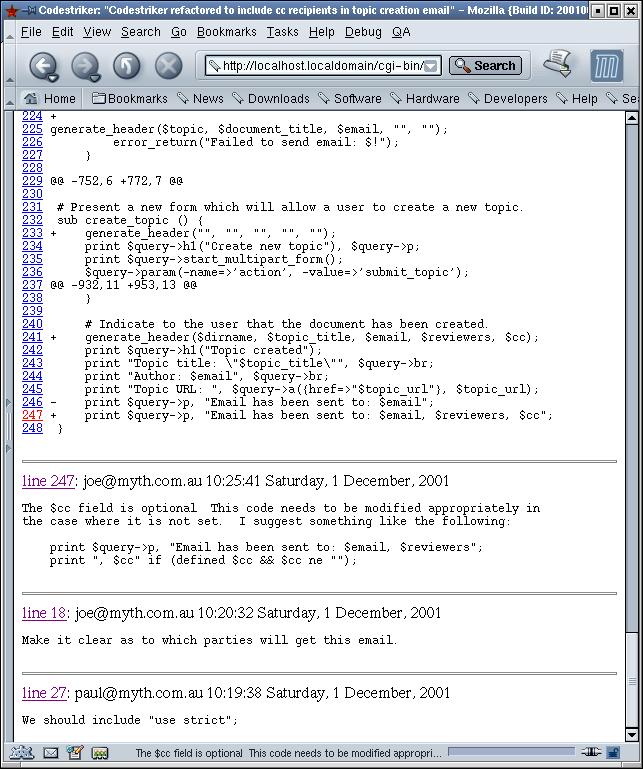 Codestriker: "Codestriker refactored to include cc recipients in topic creation email" - Mozilla {Build ID: 20010
File Edit View Search Go Bookmarks Tasks Help Debug QA
http://localhost.localdomain/cgi-bin/ Search
Home Bookmarks News Downloads Software Hardware Developers Help Sea
224 +
225 generate_header($topic, $document_title, $email, "", "");
226 error_return("Failed to send email: $!");
227 }
228
229 @@ -752,6 +772,7 @@
230
231 # Present a new form which will allow a user to create a new topic.
232 sub create_topic () {
233 + generate_header("", "", "", "", "");
234 print $query->h1("Create new topic"), $query->p;
235 print $query->start_multipart_form();
236 $query->param(-name=>'action', -value=>'submit_topic');
237 @@ -932,11 +953,13 @@
238 }
239
240 # Indicate to the user that the document has been created.
241 + generate_header($dirname, $topic_title, $email, $reviewers, $cc);
242 print $query->h1("Topic created");
243 print "Topic title: \"$topic_title\"", $query->br;
244 print "Author: $email", $query->br;
245 print "Topic URL: ", $query->a({href=>"$topic_url"}, $topic_url);
246 - print $query->p, "Email has been sent to: $email";
247 + print $query->p, "Email has been sent to: $email, $reviewers, $cc";
248 }
line 247: joe@myth.com.au 10:25:41 Saturday, 1 December, 2001
The $cc field is optional This code needs to be modified appropriately in
the case where it is not set. I suggest something like the following:
print $query->p, "Email has been sent to: $email, $reviewers";
print ", $cc" if (defined $cc && $cc ne "");
line 18: joe@myth.com.au 10:20:32 Saturday, 1 December, 2001
Make it clear as to which parties will get this email.
line 27: paul@myth.com.au 10:19:38 Saturday, 1 December, 2001
We should include "use strict";
The $cc field is optional This code needs to be modified appropri...